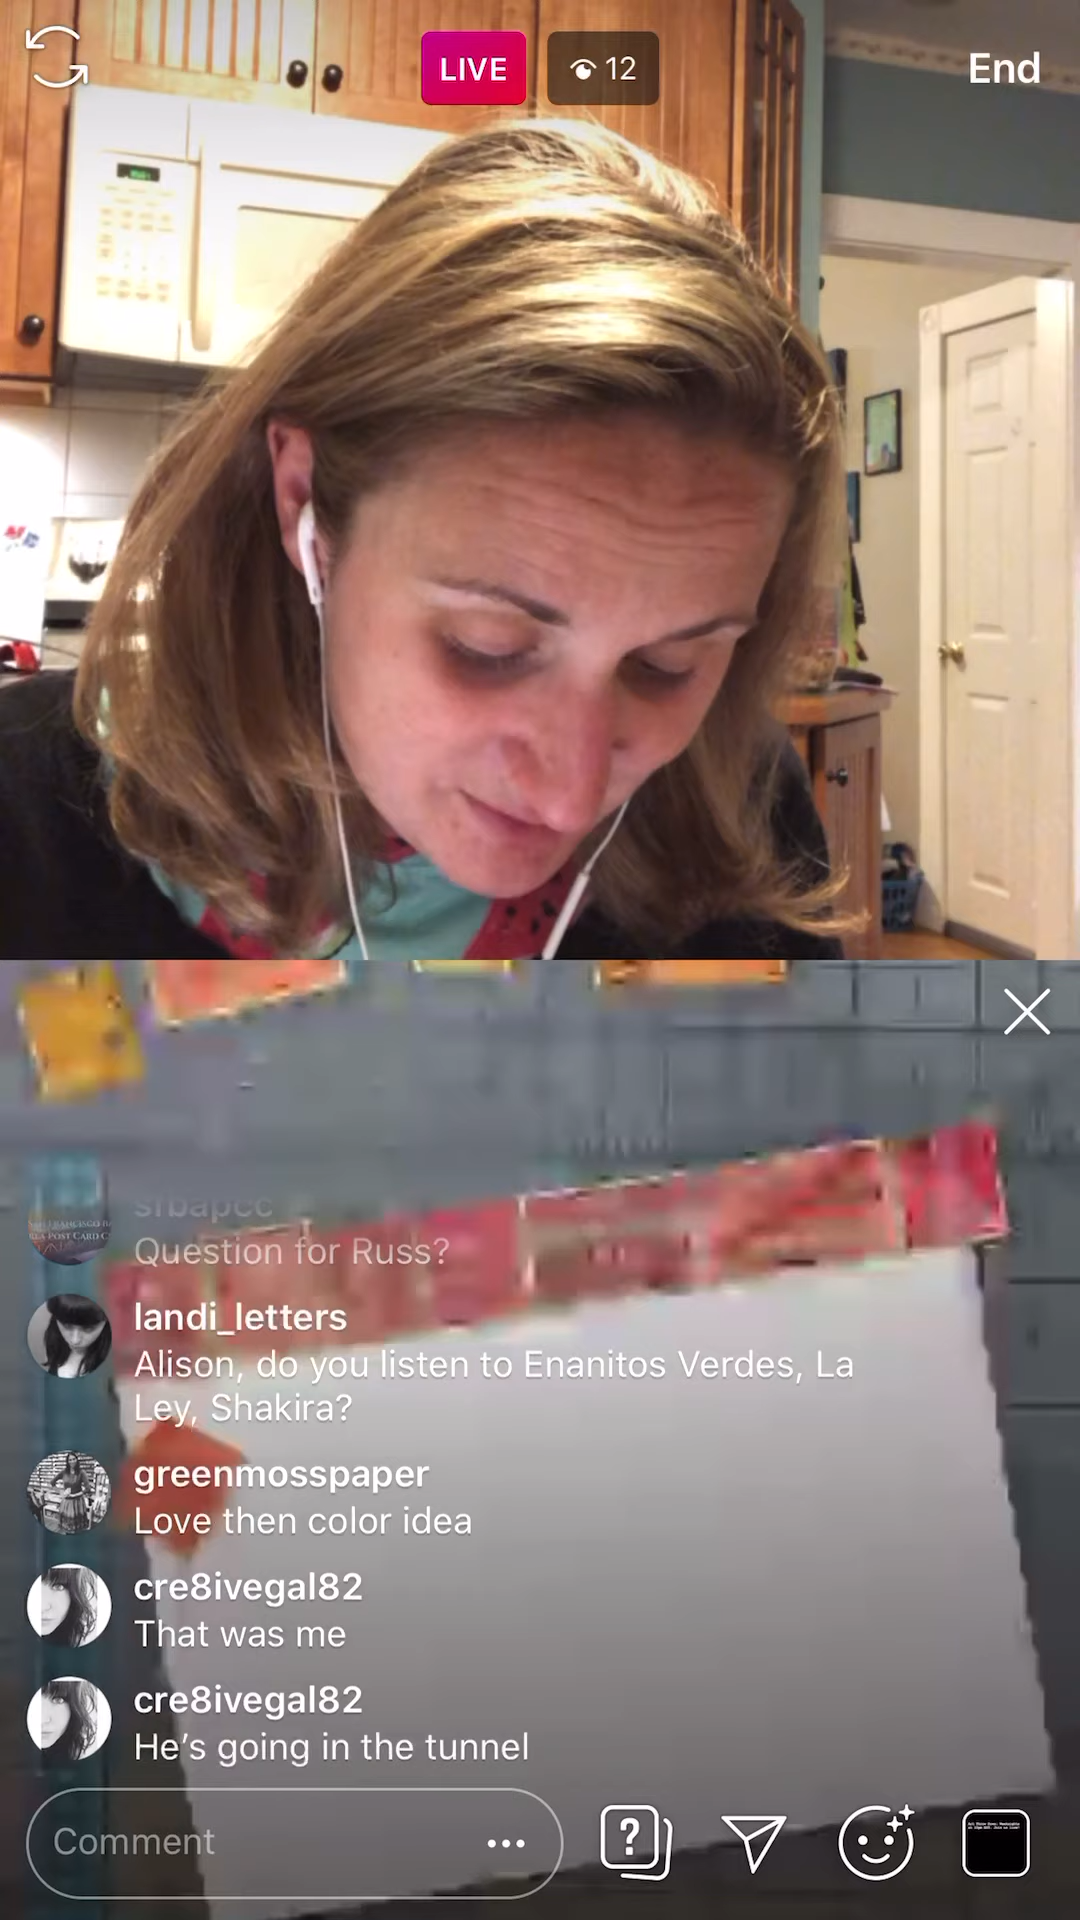 LIVE
12
End
srbapcc
Question for Russ?
landi_letters
Alison, do you listen to Enanitos Verdes, La
Ley, Shakira?
greenmosspaper
Love then color idea
cre8ivegal82
That was me
cre8ivegal82
He’s going in the tunnel
Comment